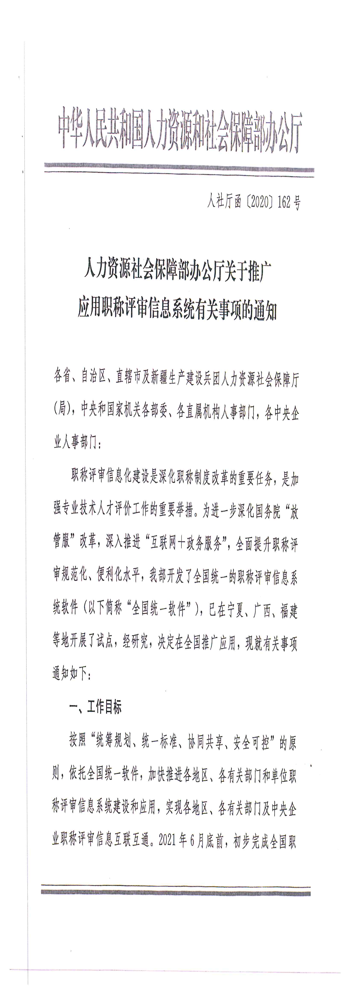 中华人民共和国人力资源和社会保障部办公厅
人社厅函〔2020〕162号
人力资源社会保障部办公厅关于推广
应用职称评审信息系统有关事项的通知
各省、自治区、直辖市及新疆生产建设兵团人力资源社会保障厅
(局)，中央和国家机关各部委、各直属机构人事部门，各中央企
业人事部门：
职称评审信息化建设是深化职称制度改革的重要任务，是加
强专业技术人才评价工作的重要举措。为进一步深化国务院“放
管服”改革，深入推进“互联网+政务服务”，全面提升职称评
审规范化、便利化水平，我部开发了全国统一的职称评审信息系
统软件（以下简称“全国统一软件”），已在宁夏、广西、福建
等地开展了试点，经研究，决定在全国推广应用，现就有关事项
通知如下：
一、工作目标
按照“统筹规划、统一标准、协同共享、安全可控”的原
则，依托全国统一软件，加快推进各地区、各有关部门和单位职
称评审信息系统建设和应用，实现各地区、各有关部门及中央企
业职称评审信息互联互通。2021年6月底前，初步完成全国职